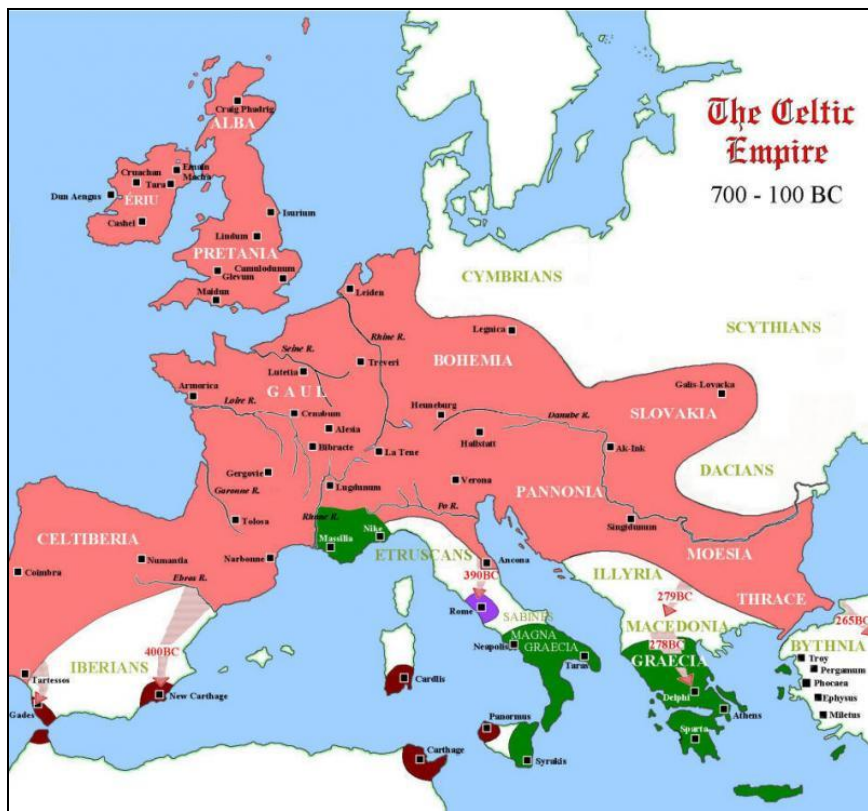 The Celtic
Empire
700 - 100 BC
Craig Phadrig
ALBA
Cruachan
Emain
Macha
Tara
Dun Aengus
ÉRIU
Cashel
Isurium
Lindum
PRETANIA
Camulodunum
Glevum
Maidun
Leiden
CYMBRIANS
SCYTHIANS
Legnica
Rhine R.
Seine R.
BOHEMIA
Lutetia
Treveri
GAUL
Armorica
Loire R.
Cenabum
Heuneburg
Danube R.
Galis-Lovacka
SLOVAKIA
Alesia
Hallstatt
Bibracte
La Tene
Ak-Ink
Gergovie
Garonne R.
Lugdunum
Verona
DACIANS
PANNONIA
Po R.
Rhone R.
Tolosa
Nike
Massilia
Singidunum
CELTIBERIA
Numantia
Narbonne
ETRUSCANS
Ancona
MOESIA
Coimbra
Ebros R.
390BC
ILLYRIA
279BC
THRACE
Rome
SABINES
MACEDONIA
265BC
IBERIANS
400BC
Neapolis
MAGNA
GRAECIA
278BC
BYTHNIA
Taras
GRAECIA
Troy
Pergamum
Tartessos
New Carthage
Cardlis
Phocaea
Delphi
Ephysus
Gades
Panormus
Athens
Miletus
Sparta
Carthage
Syrakis